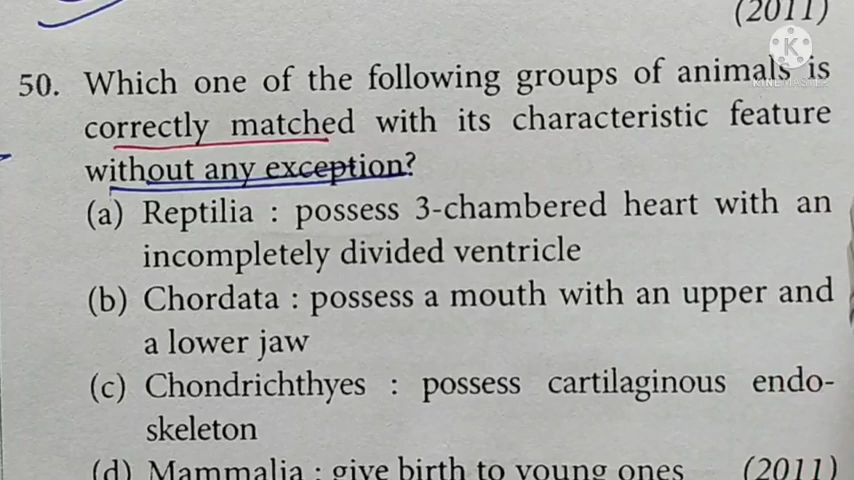 (2011)
K
KINEMASTER
50. Which one of the following groups of animals is
correctly matched with its characteristic feature
without any exception?
(a) Reptilia : possess 3-chambered heart with an
incompletely divided ventricle
(b) Chordata : possess a mouth with an upper and
a lower jaw
(c) Chondrichthyes : possess cartilaginous endo-
skeleton
(d) Mammalia : give birth to young ones (2011)